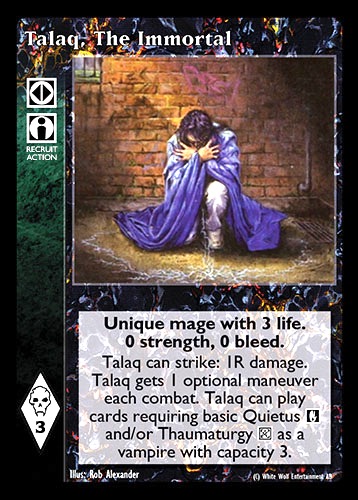 Talaq, The Immortal
RECRUIT
ACTION
Unique mage with 3 life.
0 strength, 0 bleed.
Talaq can strike: 1R damage.
Talaq gets 1 optional maneuver
each combat. Talaq can play
cards requiring basic Quietus
and/or Thaumaturgy as a
vampire with capacity 3.
3
Illus: Rob Alexander
(C) White Wolf Entertainment AB